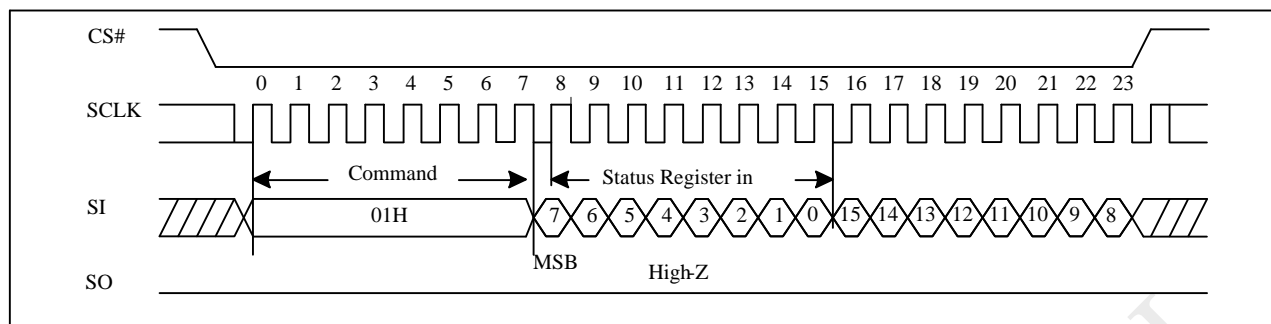 CS#
0 1 2 3 4 5 6 7 8 9 10 11 12 13 14 15 16 17 18 19 20 21 22 23
SCLK
Command Status Register in
SI 01H 7 6 5 4 3 2 1 0 15 14 13 12 11 10 9 8
MSB High-Z
SO